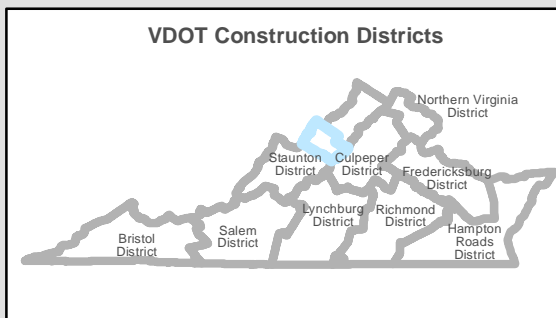 VDOT Construction Districts
Northern Virginia
District
Staunton
District
Culpeper
District
Fredericksburg
District
Lynchburg
District
Richmond
District
Hampton
Roads
District
Salem
District
Bristol
District